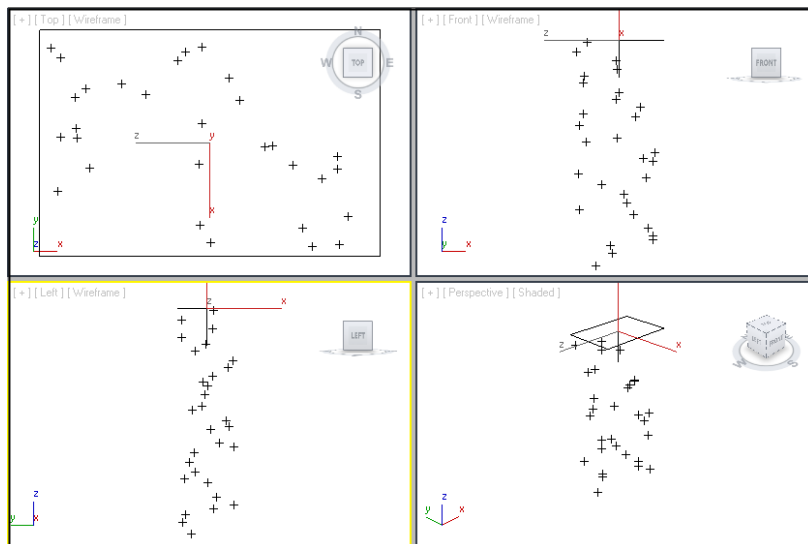 [ + ] [ Top ] [ Wireframe ]
N
W TOP E
S
z y
x
y
z x
[ + ] [ Front ] [ Wireframe ]
z x
FRONT
z
y x
[ + ] [ Left ] [ Wireframe ]
z x
LEFT
z
y x
[ + ] [ Perspective ] [ Shaded ]
z x
W S
z
y x